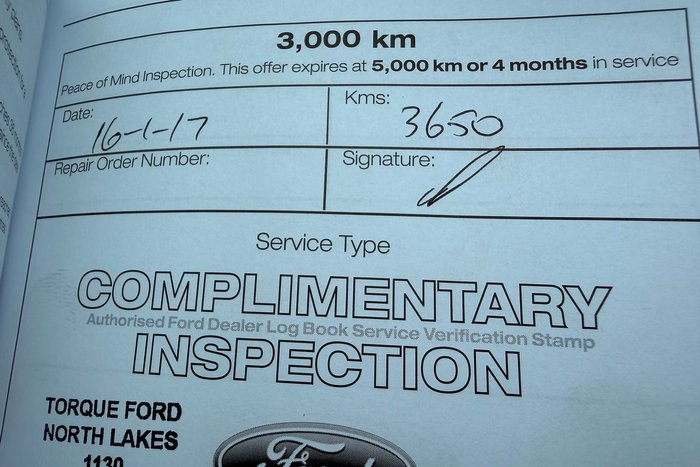 3,000 km
Peace of Mind Inspection. This offer expires at 5,000 km or 4 months in service
Date: 16-1-17
Kms: 3650
Repair Order Number:
Signature:
Service Type
COMPLIMENTARY
Authorised Ford Dealer Log Book Service Verification Stamp
INSPECTION
TORQUE FORD
NORTH LAKES
1130
Ford